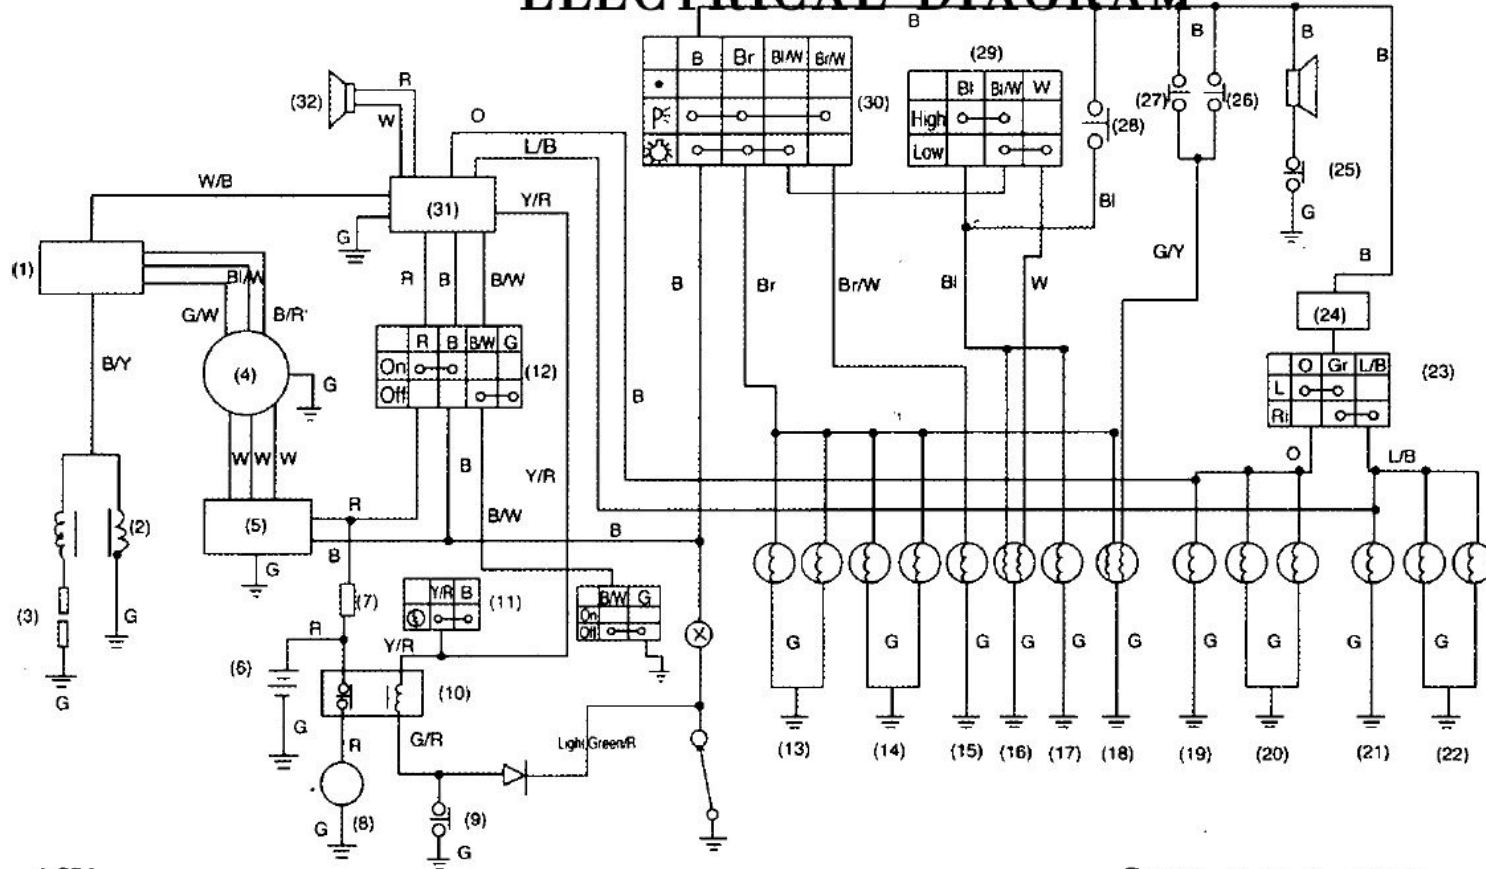 ELECTRICAL DIAGRAM
B
B
B
B
B Br Bl/W Br/W
(30)
P
(29)
Bl Bl/W W
High
Low
(28)
(27)
(26)
(25)
G
(32)
R
W
O
L/B
W/B
(31)
Y/R
G
(1)
Bl/W
G/W
B/R
B/Y
(4)
G
R
B
B/W
R B B/W G
On
Off
(12)
B
Br
Br/W
Bl
W
Bl
G/Y
B
(24)
O Gr L/B
L
R
(23)
O
L/B
W W W
(5)
R
B
G
B
B/W
Y/R
B
B
(2)
(3)
G
G
(7)
R
(6)
G
Y/R B
(11)
Y/R
(10)
B/W G
On
Off
R
G/R
Light Green/R
(8)
G
(9)
G
G G G G G G G G G G
(13) (14) (15) (16) (17) (18) (19) (20) (21) (22)